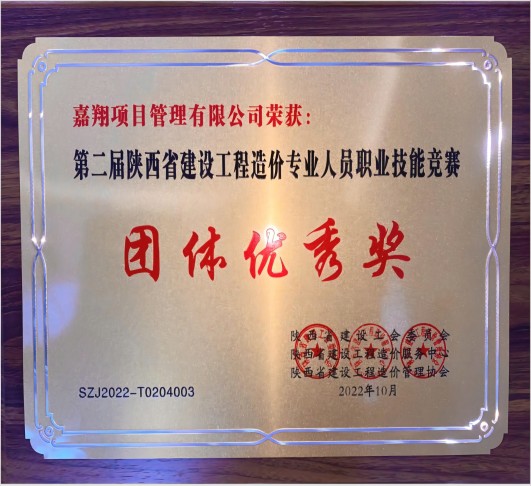 嘉翔项目管理有限公司荣获：
第二届陕西省建设工程造价专业人员职业技能竞赛
团体优秀奖
陕西省建设工会委员会
陕西省建设工程造价服务中心
陕西省建设工程造价管理协会
SZJ2022-T0204003
2022年10月